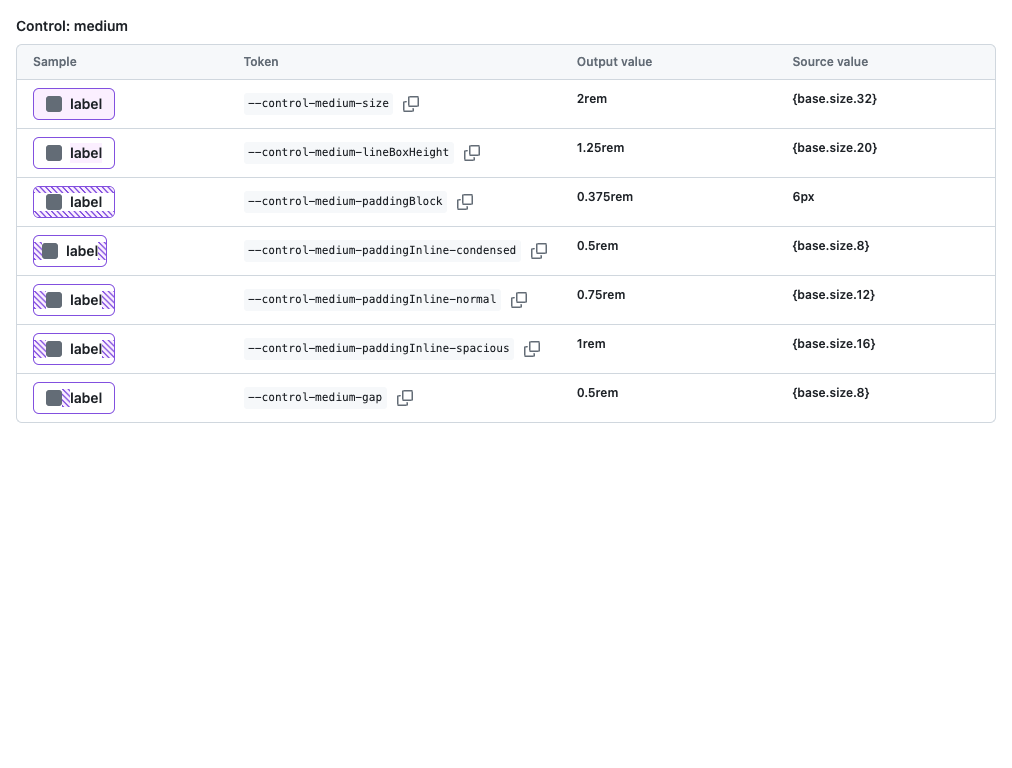 Control: medium
Sample Token Output value Source value
label --control-medium-size 2rem {base.size.32}
label --control-medium-lineBoxHeight 1.25rem {base.size.20}
label --control-medium-paddingBlock 0.375rem 6px
label --control-medium-paddingInline-condensed 0.5rem {base.size.8}
label --control-medium-paddingInline-normal 0.75rem {base.size.12}
label --control-medium-paddingInline-spacious 1rem {base.size.16}
label --control-medium-gap 0.5rem {base.size.8}